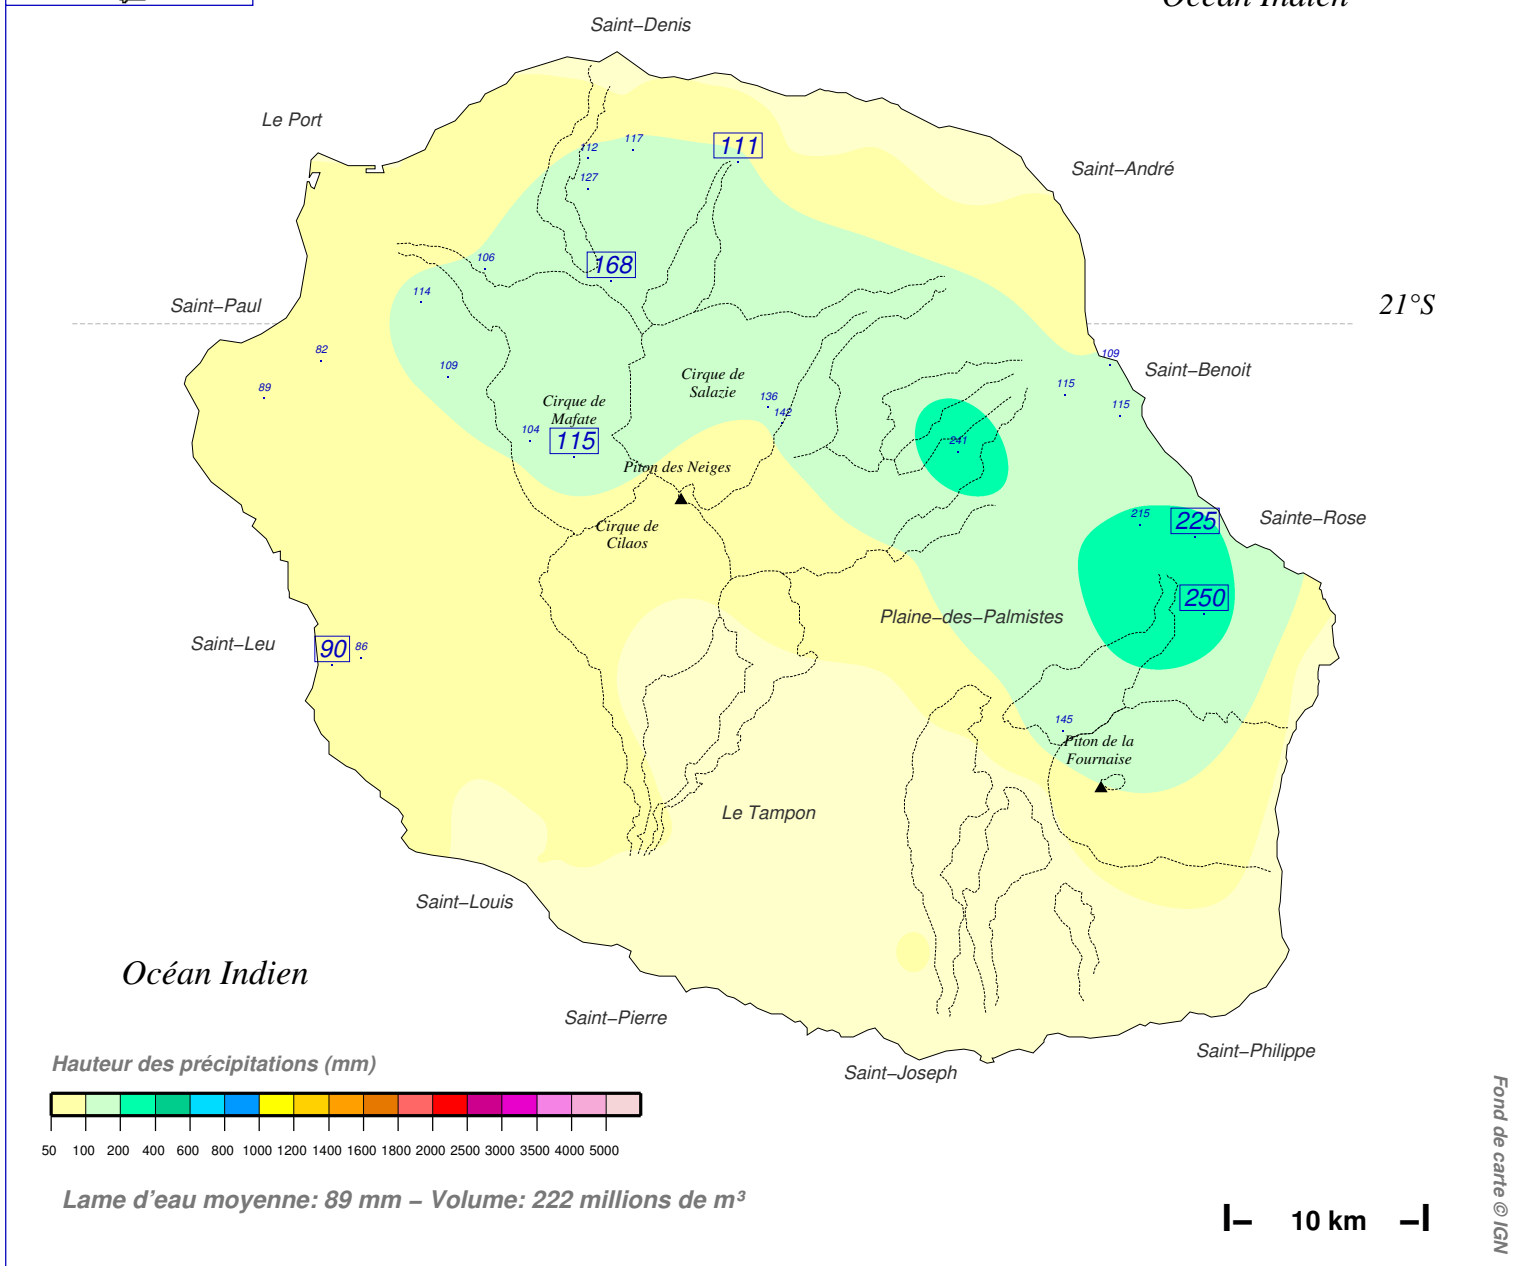 Océan Indien
Saint–Denis
Le Port
117
112
111
127
Saint–André
106
168
114
Saint–Paul
21°S
82
109
Saint–Benoit
109
89
Cirque de
Salazie
115
136
115
Cirque de
Mafate
142
104
115
241
Piton des Neiges
215
225
Sainte–Rose
Cirque de
Cilaos
250
Plaine–des–Palmistes
Saint–Leu
90
86
145
Piton de la
Fournaise
Le Tampon
Saint–Louis
Océan Indien
Saint–Pierre
Saint–Philippe
Saint–Joseph
Hauteur des précipitations (mm)
50 100 200 400 600 800 1000 1200 1400 1600 1800 2000 2500 3000 3500 4000 5000
Lame d'eau moyenne: 89 mm – Volume: 222 millions de m³
10 km
Fond de carte © IGN